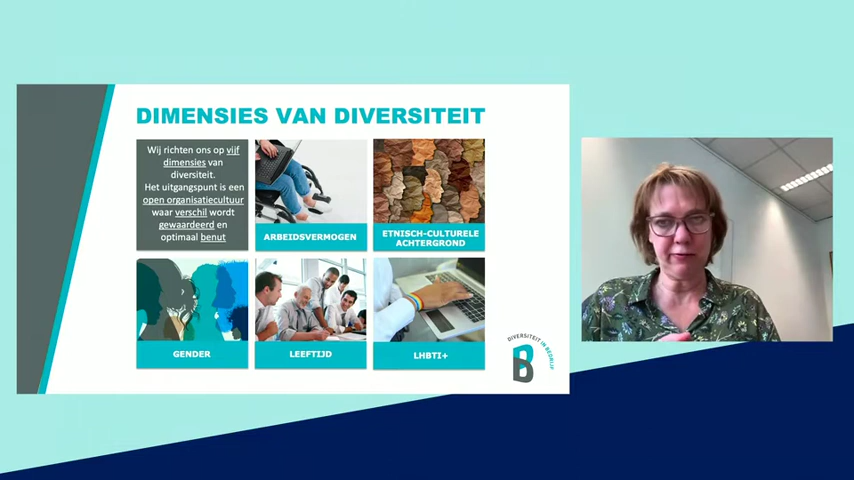 DIMENSIES VAN DIVERSITEIT
Wij richten ons op vijf
dimensies van
diversiteit.
Het uitgangspunt is een
open organisatiecultuur
waar verschil wordt
gewaardeerd en
optimaal benut
ARBEIDSVERMOGEN
ETNISCH-CULTURELE
ACHTERGROND
GENDER
LEEFTIJD
LHBTI+
DIVERSITEIT IN BEDRIJF